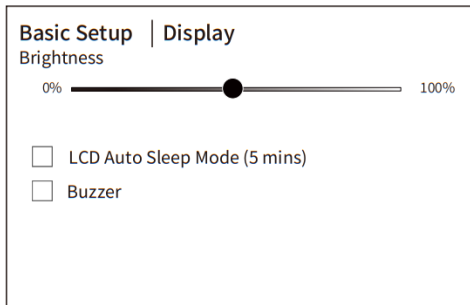 Basic Setup | Display
Brightness
0% 100%
LCD Auto Sleep Mode (5 mins)
Buzzer